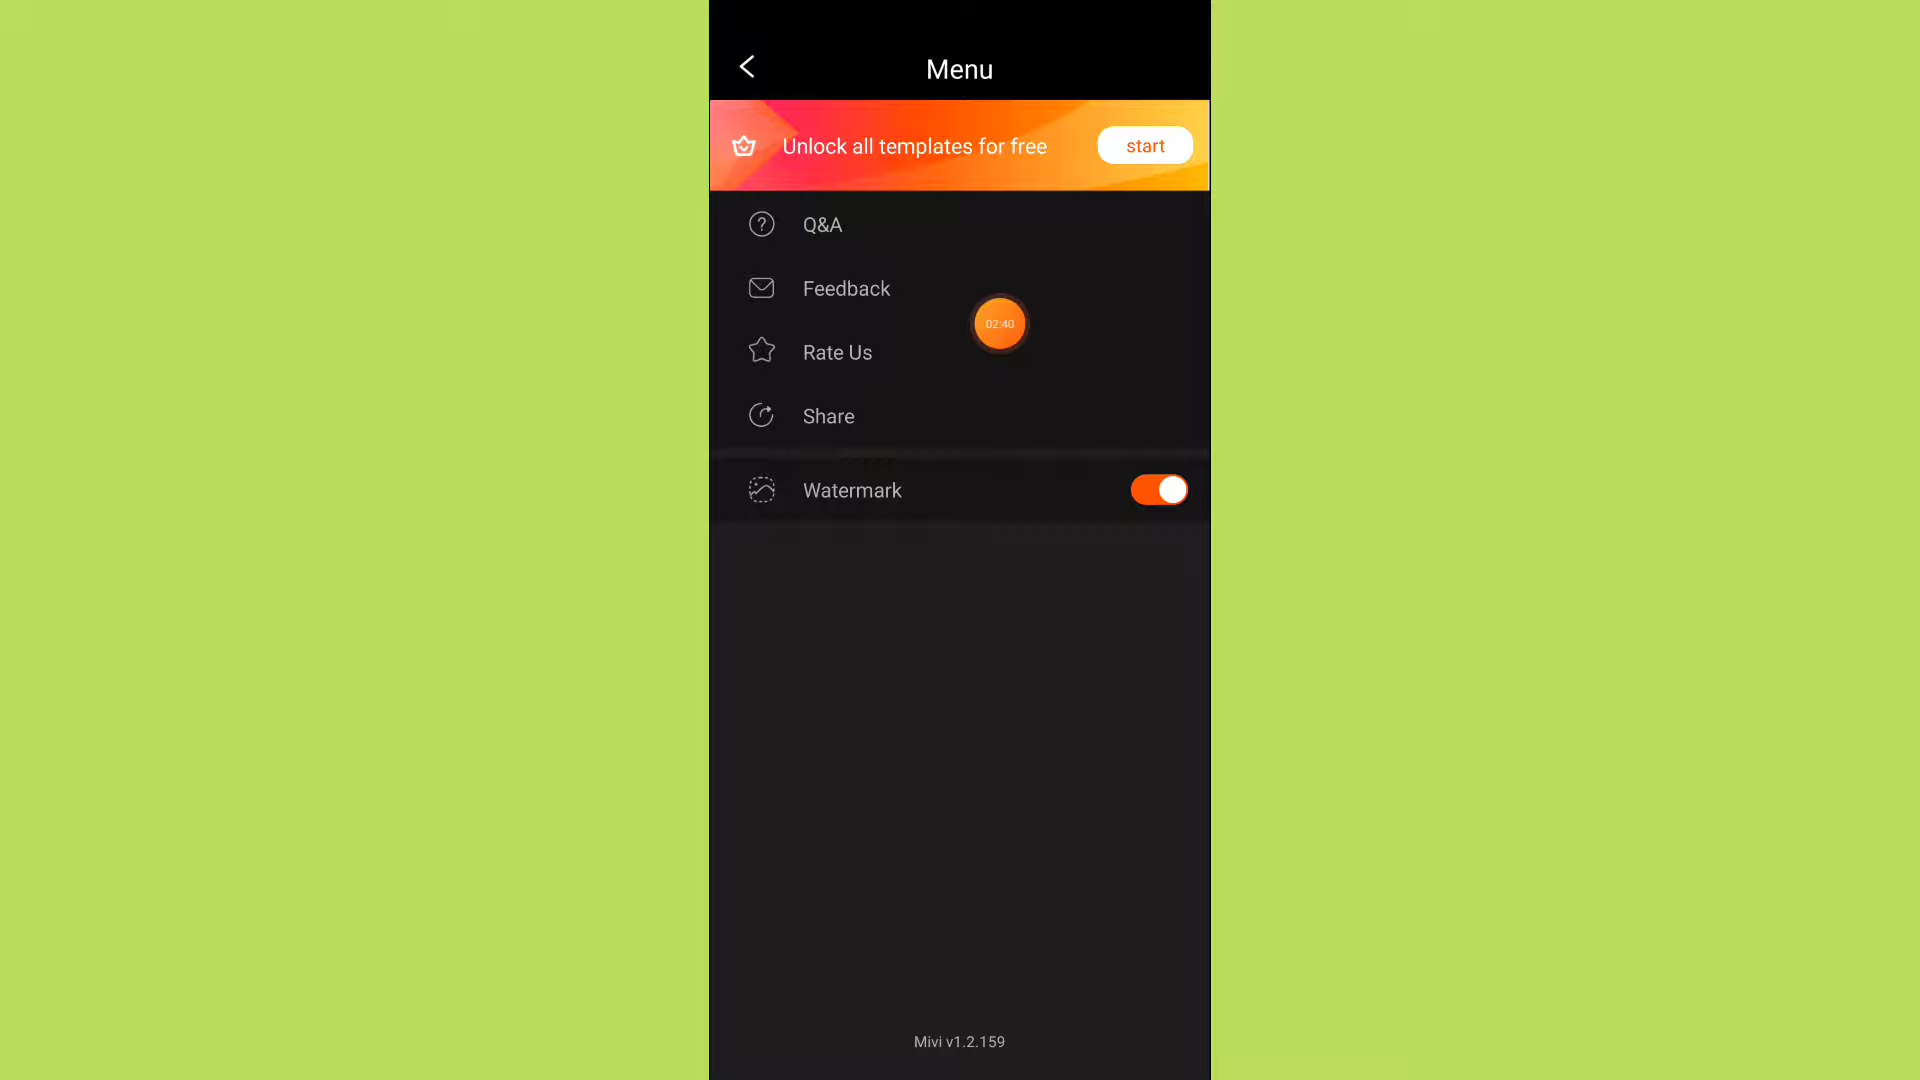 Menu
Unlock all templates for free
start
Q&A
Feedback
02:40
Rate Us
Share
Watermark
Mivi v1.2.159